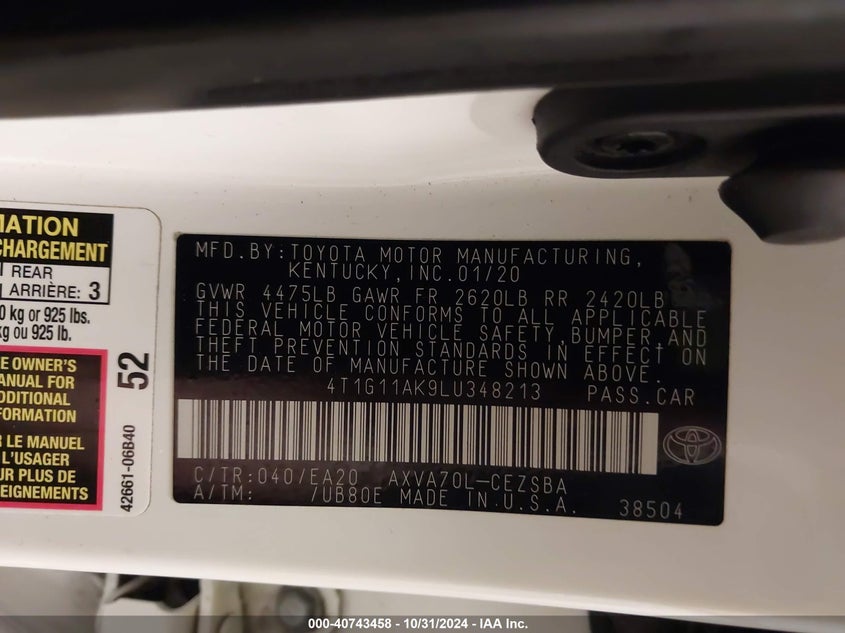 MATION
CHARGEMENT
REAR
ARRIÈRE: 3
0 kg or 925 lbs.
kg ou 925 lb.
E OWNER'S
MANUAL FOR
DDITIONAL
FORMATION
R LE MANUEL
L'USAGER
UR PLUS DE
SEIGNEMENTS
52
42661-06B40
MFD.BY:TOYOTA MOTOR MANUFACTURING,
KENTUCKY,INC.01/20
GVWR 4475LB GAWR FR 2620LB RR 2420LB
THIS VEHICLE CONFORMS TO ALL APPLICABLE
FEDERAL MOTOR VEHICLE SAFETY,BUMPER,AND
THEFT PREVENTION STANDARDS IN EFFECT ON
THE DATE OF MANUFACTURE SHOWN ABOVE.
4T1G11AK9LU348213 PASS.CAR
C/TR:040/EA20 AXVA70L-CEZSBA
A/TM: /UB80E MADE IN U.S.A. 38504
000-40743458 - 10/31/2024 - IAA Inc.